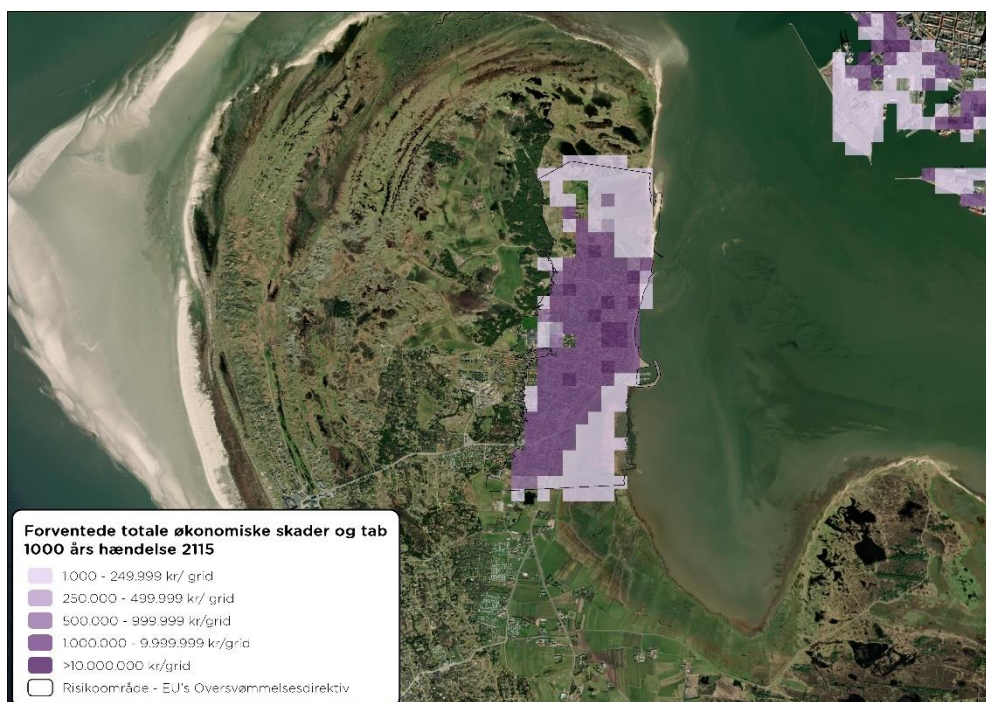 Forventede totale økonomiske skader og tab
1000 års hændelse 2115
1.000 - 249.999 kr/ grid
250.000 - 499.999 kr/ grid
500.000 - 999.999 kr/grid
1.000.000 - 9.999.999 kr/grid
>10.000.000 kr/grid
Risikoområde - EU's Oversvømmelsesdirektiv